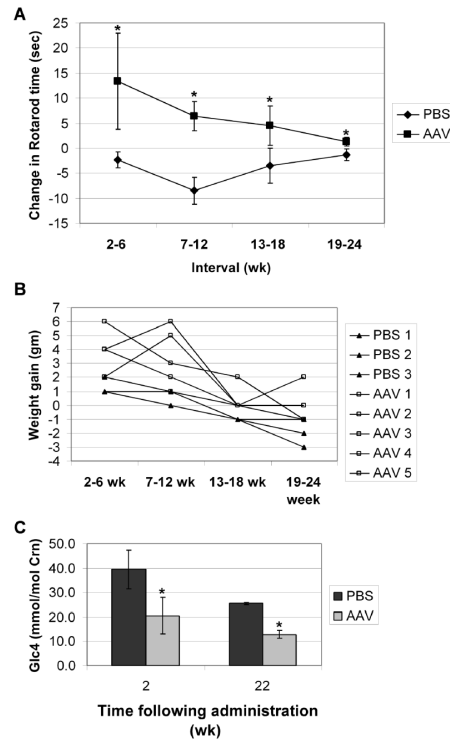 A
Change in Rotarod time (sec)
25
20
15
10
5
0
-5
-10
-15
*
*
*
*
2-6
7-12
13-18
19-24
Interval (wk)
PBS
AAV
B
Weight gain (gm)
7
6
5
4
3
2
1
0
-1
-2
-3
-4
2-6 wk
7-12 wk
13-18 wk
19-24
week
PBS 1
PBS 2
PBS 3
AAV 1
AAV 2
AAV 3
AAV 4
AAV 5
C
Glc4 (mmol/mol Crn)
50.0
40.0
30.0
20.0
10.0
0.0
*
*
2
22
Time following administration
(wk)
PBS
AAV